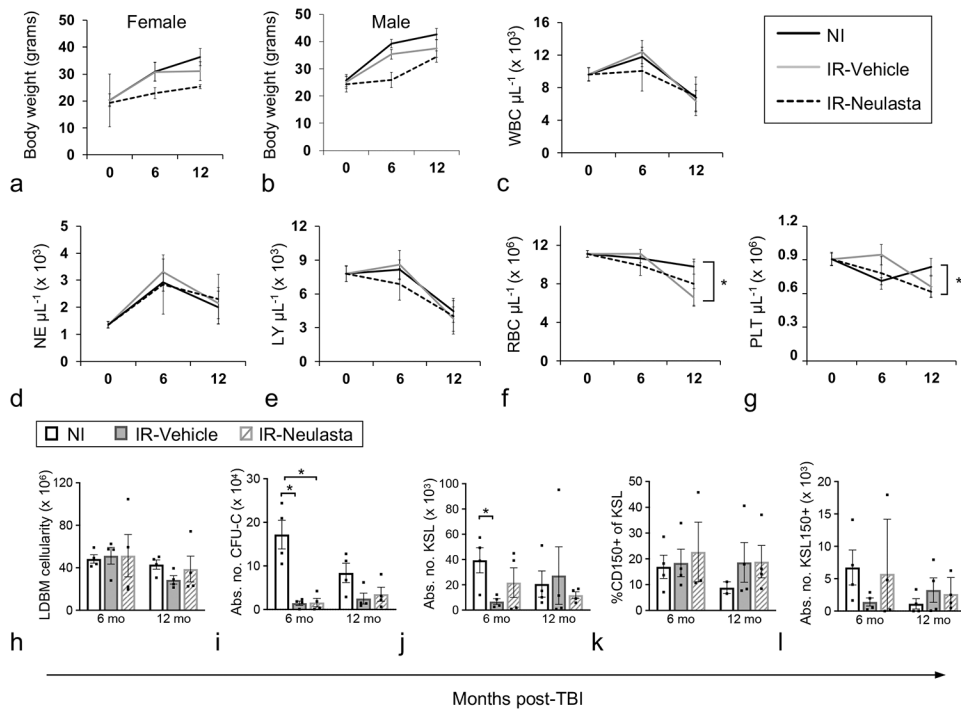 Female
Body weight (grams)
50
40
30
20
10
0
0 6 12
a
Male
Body weight (grams)
50
40
30
20
10
0
0 6 12
b
WBC µL-1 (x 10³)
16
12
8
4
0
0 6 12
c
NI
IR-Vehicle
IR-Neulasta
NE µL-1 (x 10³)
5
4
3
2
1
0
0 6 12
d
LY µL-1 (x 10³)
12
9
6
3
0
0 6 12
e
RBC µL-1 (x 10⁶)
14
11
8
6
3
0
*
0 6 12
f
PLT µL-1 (x 10⁶)
1.2
0.9
0.6
0.3
0
*
0 6 12
g
NI IR-Vehicle IR-Neulasta
LDBM cellularity (x 10⁶)
120
80
40
0
6 mo 12 mo
h
Abs. no. CFU-C (x 10⁴)
30
20
10
0
*
*
6 mo 12 mo
i
Abs. no. KSL (x 10³)
100
80
60
40
20
0
*
6 mo 12 mo
j
%CD150+ of KSL
50
40
30
20
10
0
6 mo 12 mo
k
Abs. no. KSL150+ (x 10³)
20
15
10
5
0
6 mo 12 mo
l
Months post-TBI